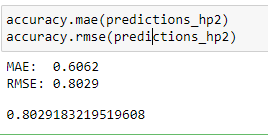 accuracy.mae(predictions_hp2)
accuracy.rmse(predictions_hp2)
MAE:  0.6062
RMSE: 0.8029
0.8029183219519608